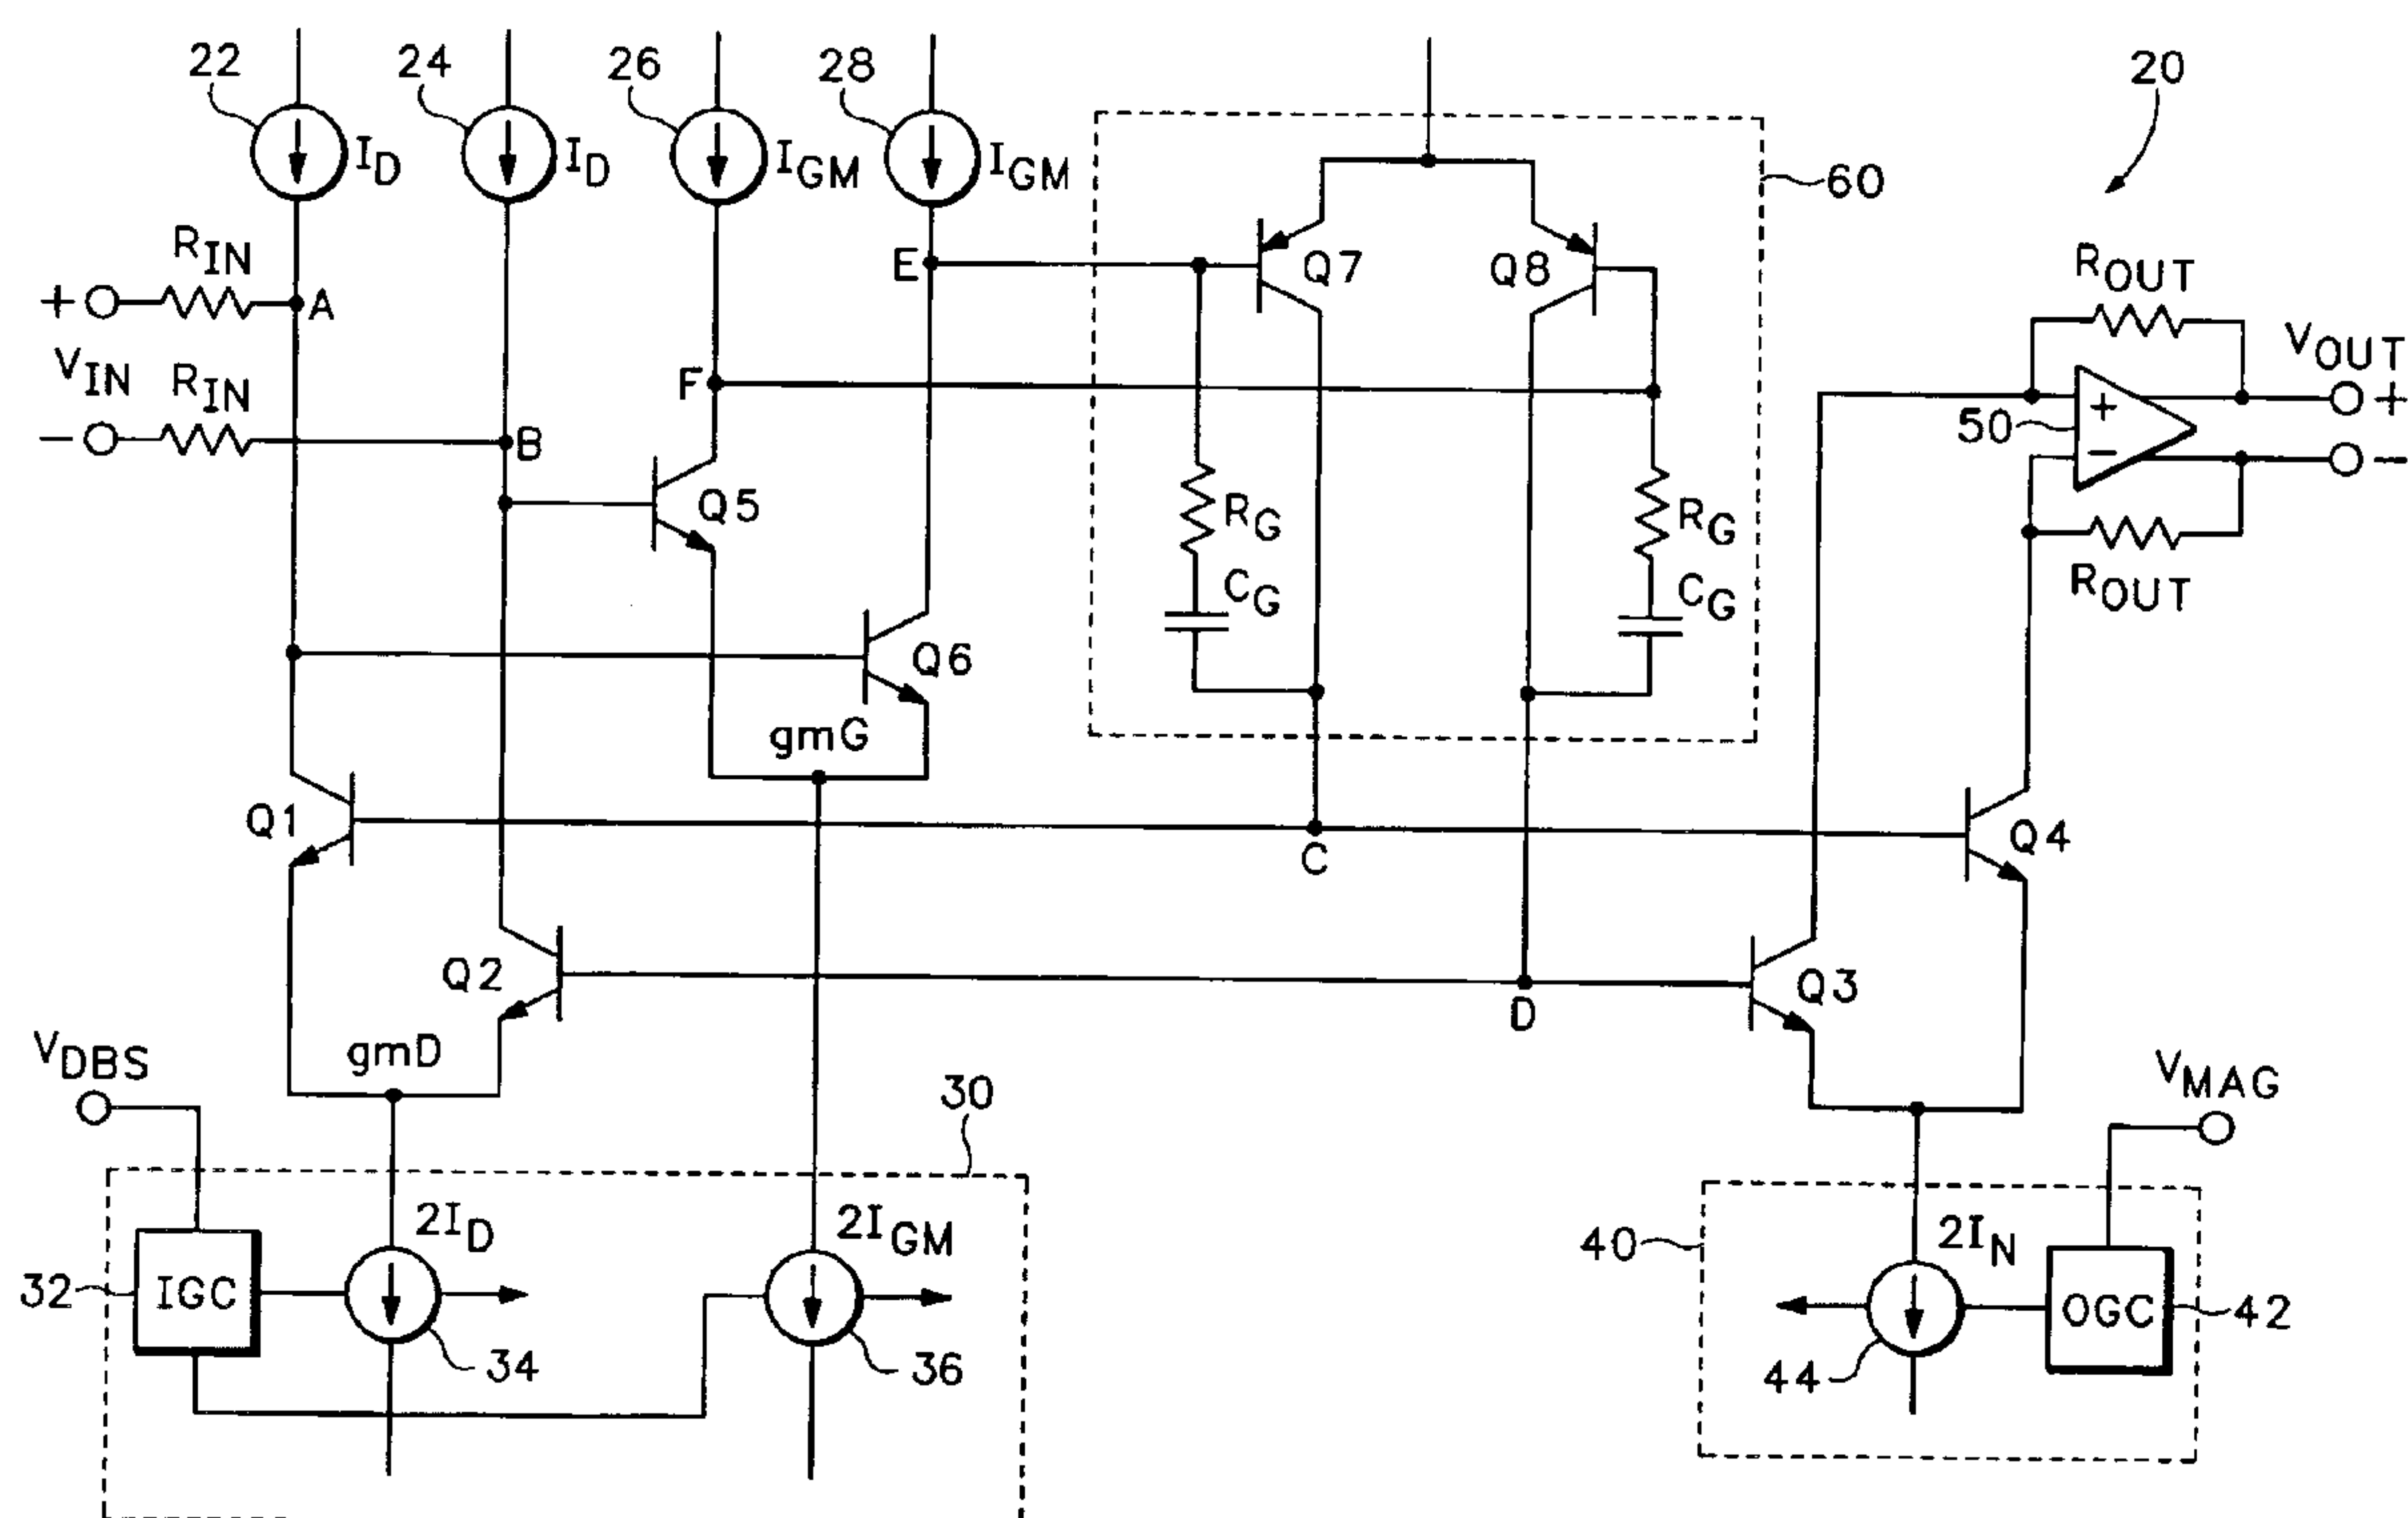 22
24
26
28
20
I_D
I_D
I_GM
I_GM
60
R_IN
E
Q7
Q8
R_OUT
+
A
V_OUT
V_IN
R_IN
F
+
+
50
−
B
−
−
Q5
R_G
R_G
C_G
C_G
R_OUT
Q6
gmG
Q1
Q4
C
Q2
Q3
D
V_DBS
gmD
30
V_MAG
2I_D
2I_GM
40
2I_N
32
IGC
OGC
42
34
36
44